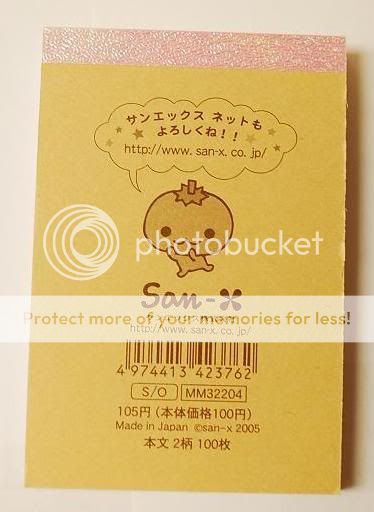 サンエックス ネットも
よろしくね！！
http://www.san-x.co.jp/
photobucket
San-X
Protect more of your memories for less!
http://www.san-x.co.jp/
4 974413 423762
S/O MM32204
105円（本体価格100円）
Made in Japan ©san-x 2005
本文 2柄 100枚